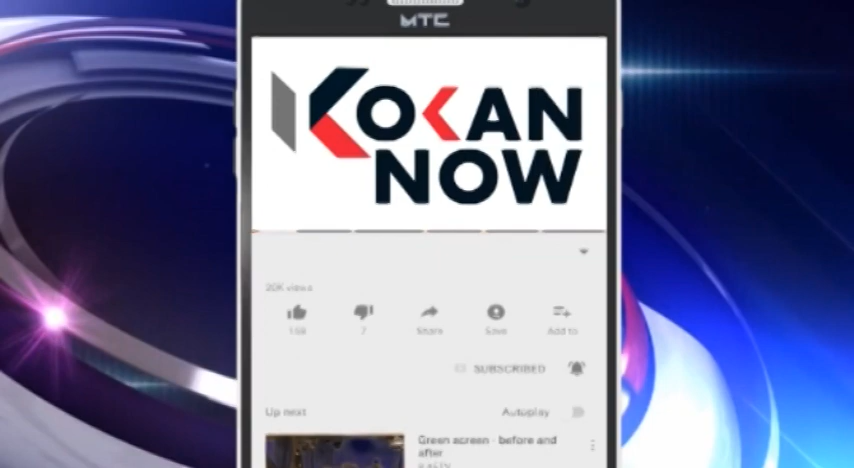 MTC
KOKAN
NOW
20K views
159 7 Share Save Add to
SUBSCRIBED
Up next Autoplay
Green screen - before and
after